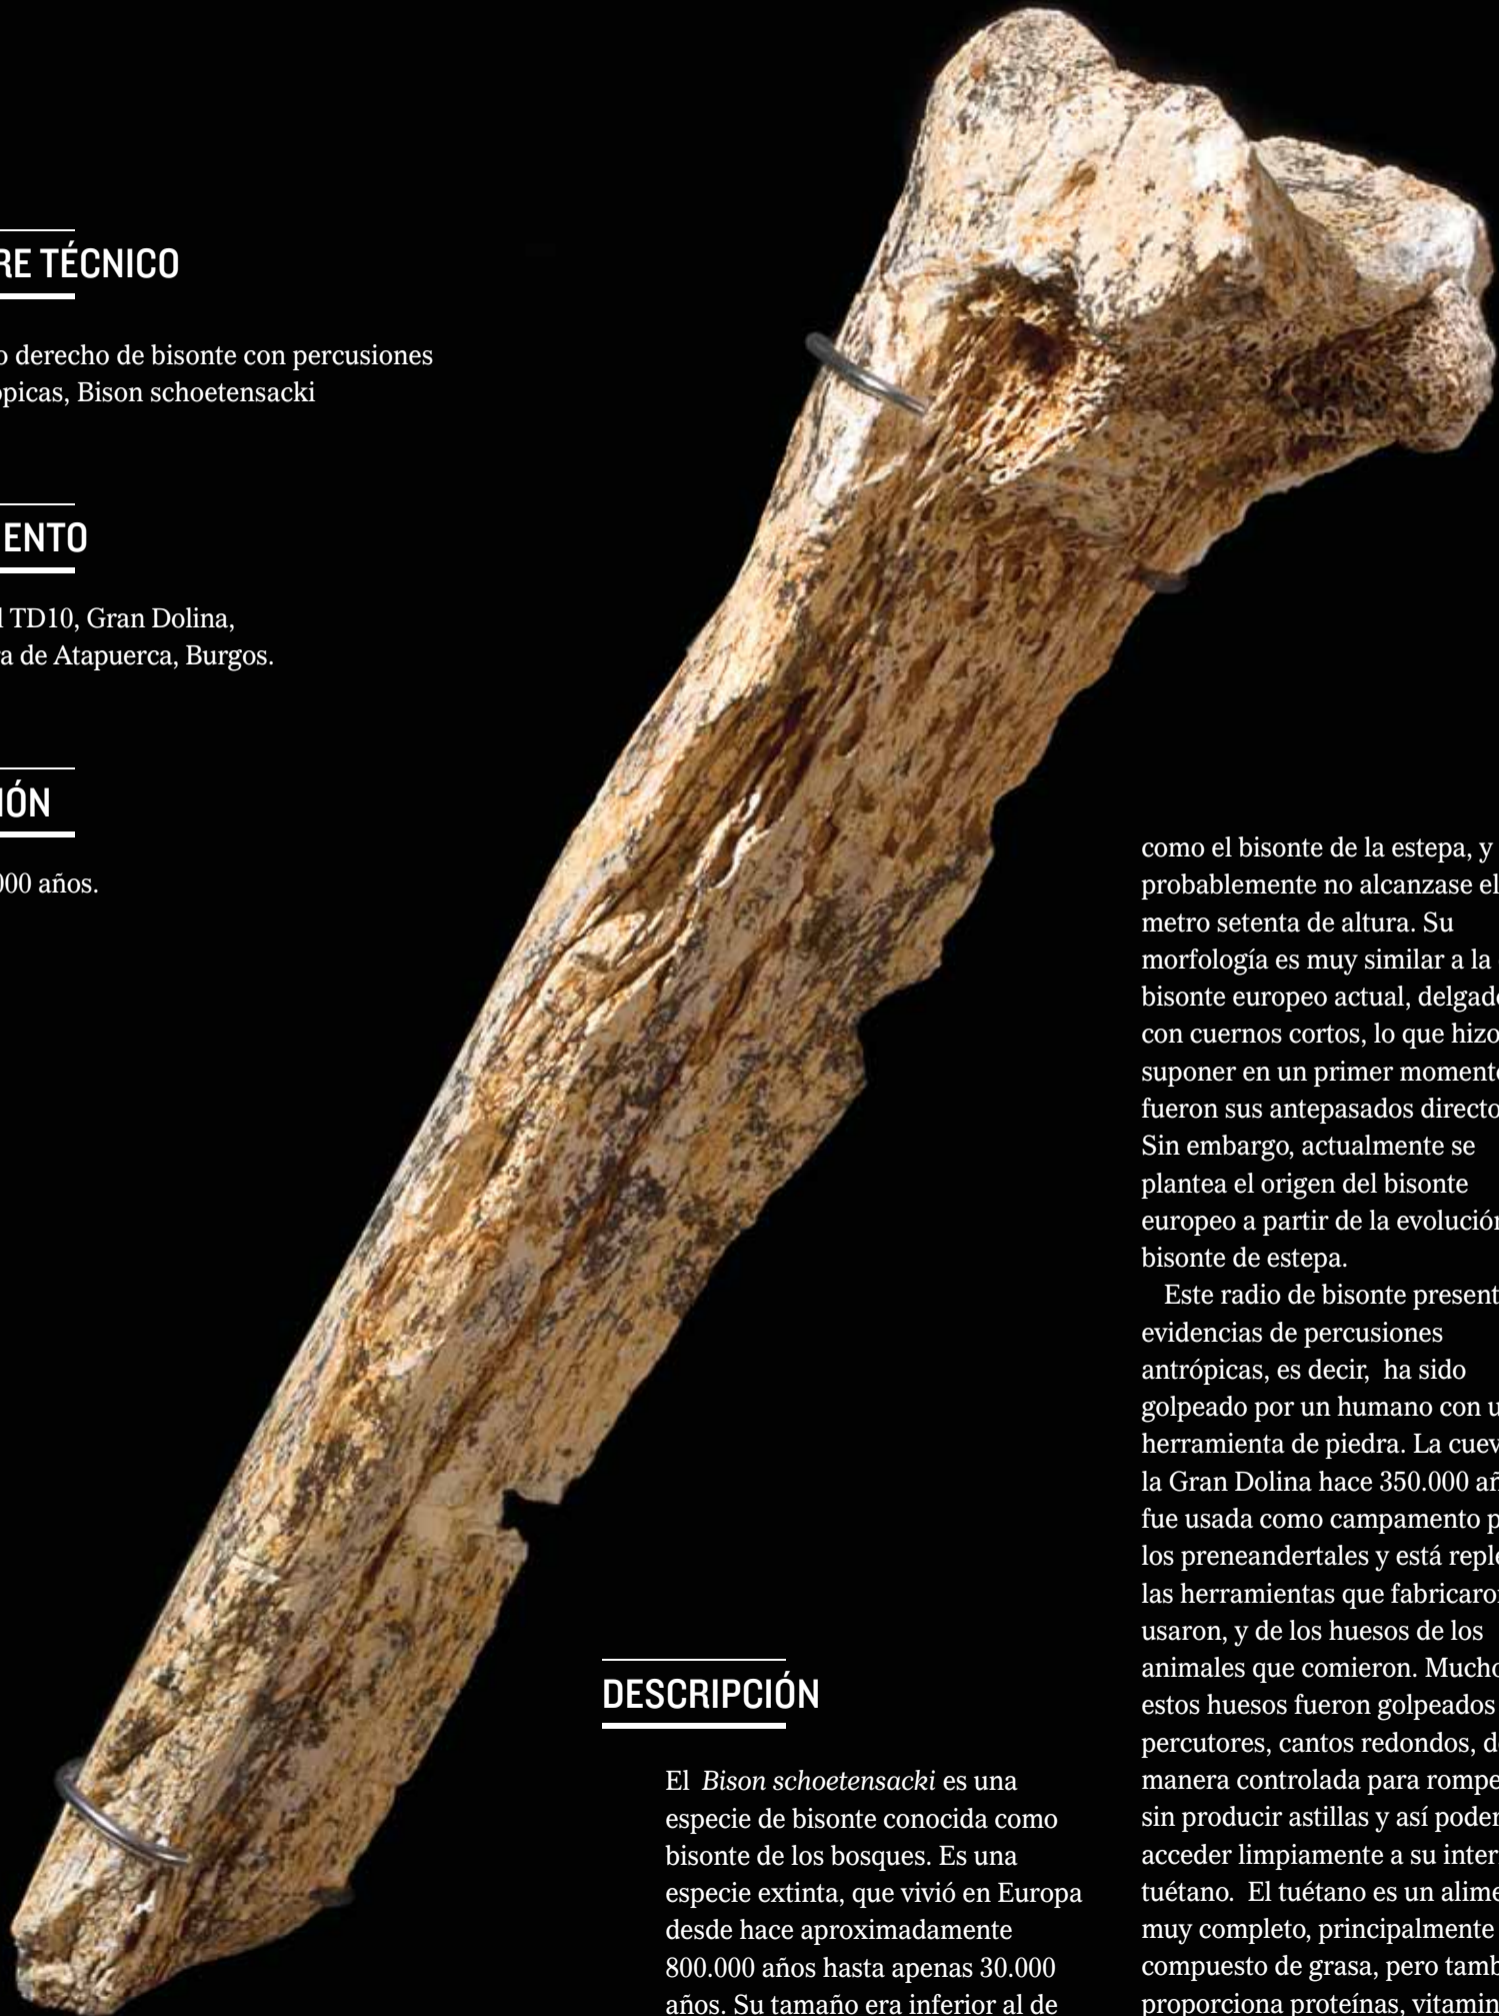 RE TÉCNICO
o derecho de bisonte con percusiones
ópicas, Bison schoetensacki
ENTO
l TD10, Gran Dolina,
ra de Atapuerca, Burgos.
IÓN
000 años.
DESCRIPCIÓN
El Bison schoetensacki es una
especie de bisonte conocida como
bisonte de los bosques. Es una
especie extinta, que vivió en Europa
desde hace aproximadamente
800.000 años hasta apenas 30.000
años. Su tamaño era inferior al de
como el bisonte de la estepa, y
probablemente no alcanzase el
metro setenta de altura. Su
morfología es muy similar a la
bisonte europeo actual, delgad
con cuernos cortos, lo que hizo
suponer en un primer moment
fueron sus antepasados directo
Sin embargo, actualmente se
plantea el origen del bisonte
europeo a partir de la evolución
bisonte de estepa.
Este radio de bisonte present
evidencias de percusiones
antrópicas, es decir, ha sido
golpeado por un humano con u
herramienta de piedra. La cuev
la Gran Dolina hace 350.000 añ
fue usada como campamento p
los preneandertales y está reple
las herramientas que fabricaron
usaron, y de los huesos de los
animales que comieron. Mucho
estos huesos fueron golpeados
percutores, cantos redondos, d
manera controlada para rompe
sin producir astillas y así poder
acceder limpiamente a su inter
tuétano. El tuétano es un alime
muy completo, principalmente
compuesto de grasa, pero tamb
proporciona proteínas, vitamin